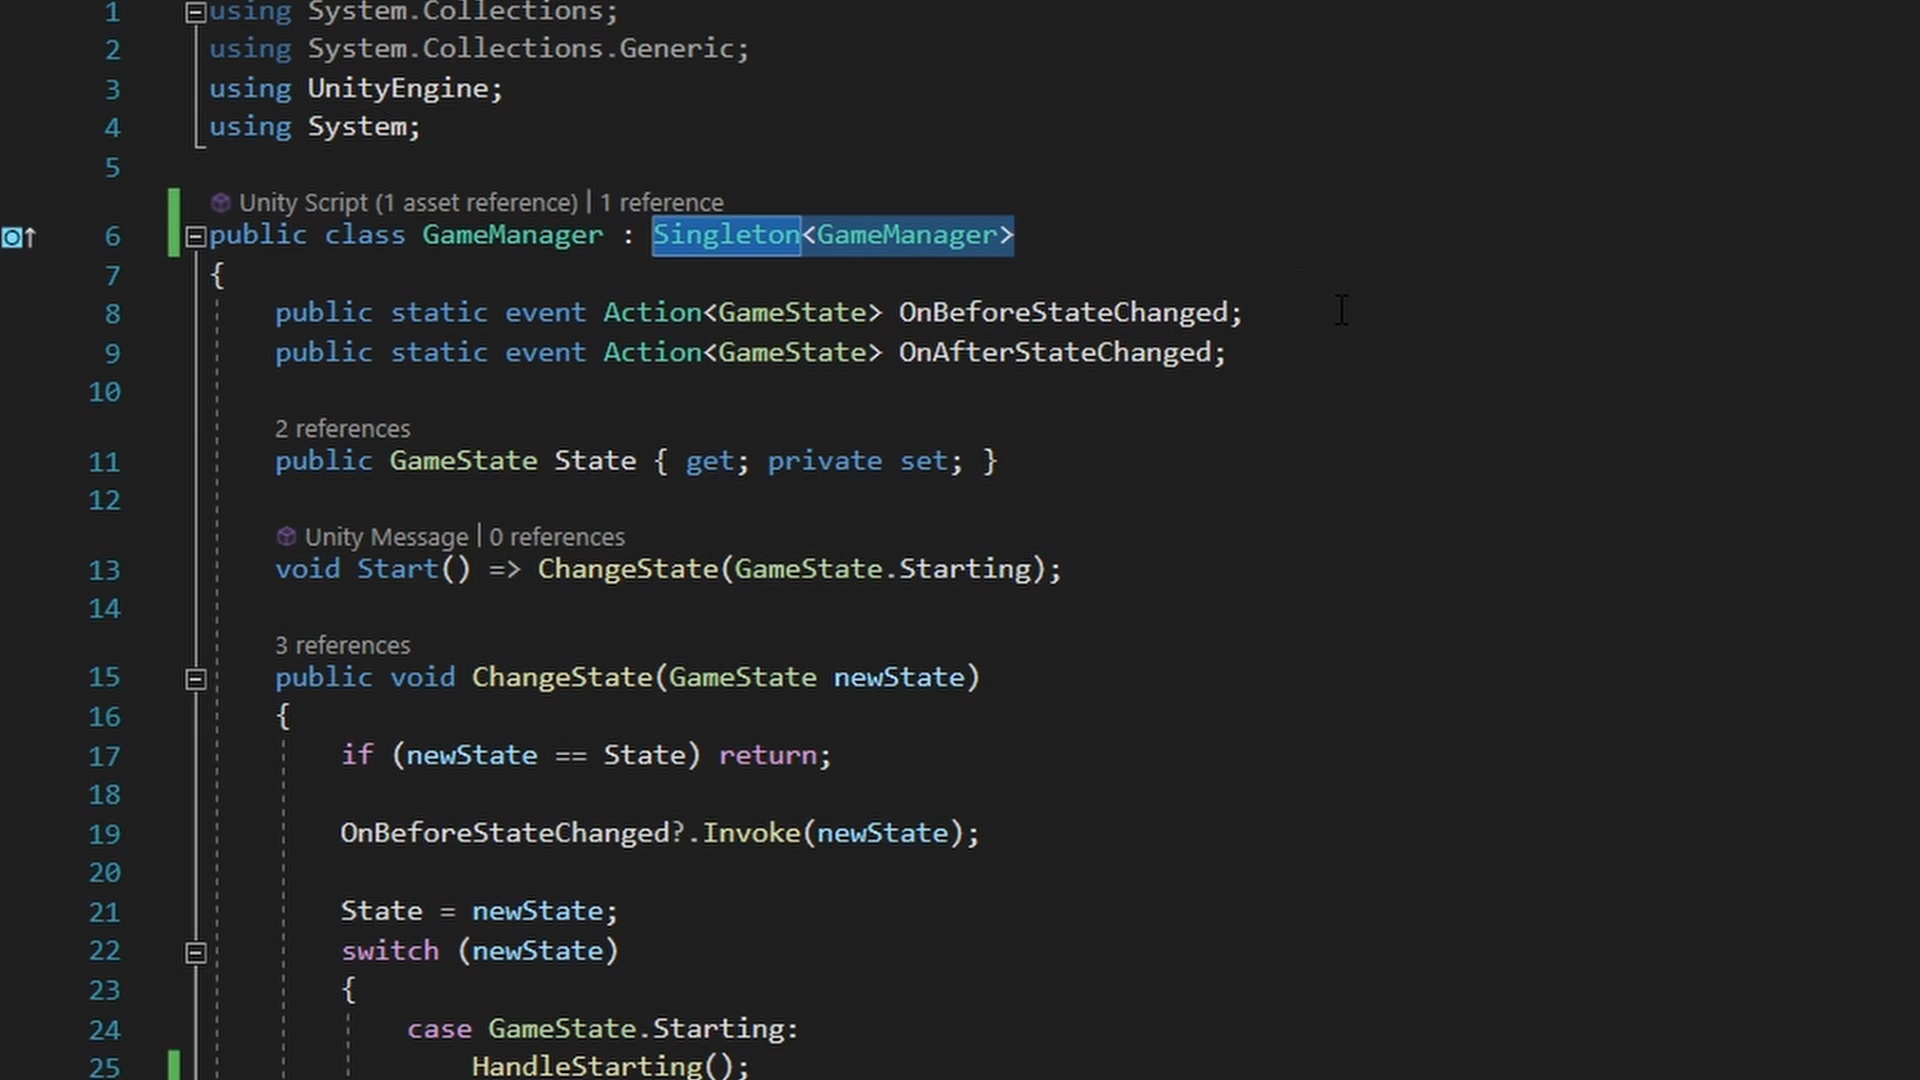 1 using System.Collections;
2 using System.Collections.Generic;
3 using UnityEngine;
4 using System;
5
Unity Script (1 asset reference) | 1 reference
6 public class GameManager : Singleton<GameManager>
7 {
8 public static event Action<GameState> OnBeforeStateChanged;
9 public static event Action<GameState> OnAfterStateChanged;
10
2 references
11 public GameState State { get; private set; }
12
Unity Message | 0 references
13 void Start() => ChangeState(GameState.Starting);
14
3 references
15 public void ChangeState(GameState newState)
16 {
17 if (newState == State) return;
18
19 OnBeforeStateChanged?.Invoke(newState);
20
21 State = newState;
22 switch (newState)
23 {
24 case GameState.Starting:
25 HandleStarting();